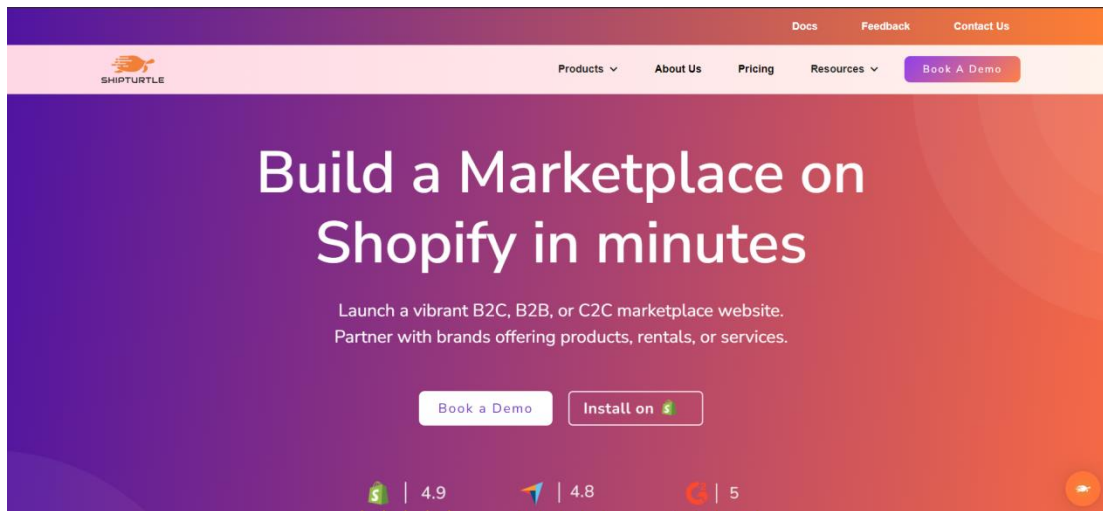 Docs Feedback Contact Us
SHIPTURTLE
Products About Us Pricing Resources Book A Demo
Build a Marketplace on
Shopify in minutes
Launch a vibrant B2C, B2B, or C2C marketplace website.
Partner with brands offering products, rentals, or services.
Book a Demo Install on
4.9 4.8 5